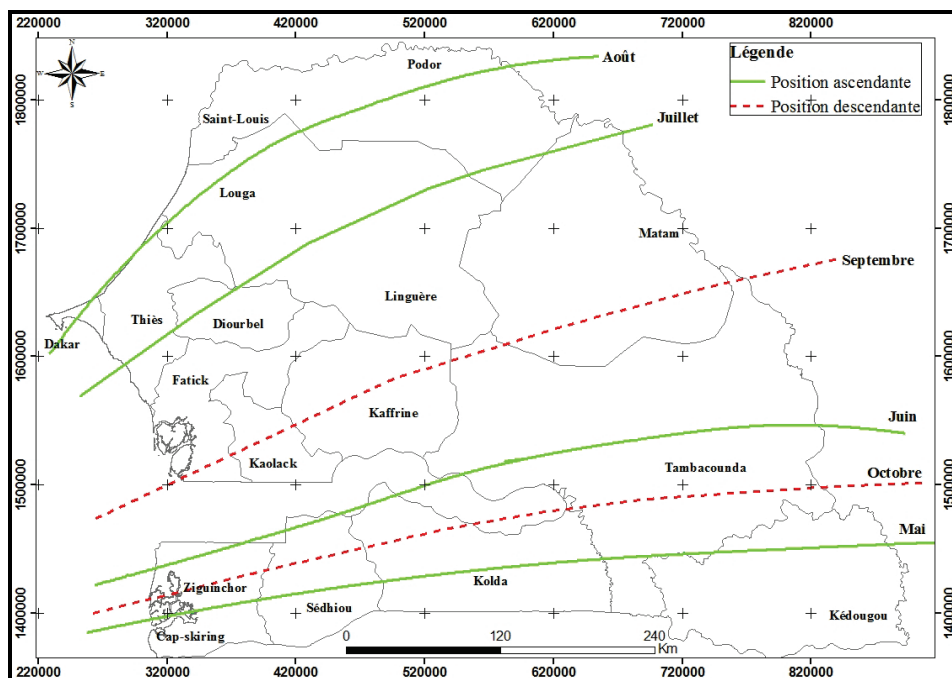 220000 320000 420000 520000 620000 720000 820000
N
W E
S
Légende
Position ascendante
Position descendante
Août
Podor
1800000 1800000
Saint-Louis
Juillet
Louga
1700000 1700000
Matam
Septembre
Linguère
Thiès
Diourbel
Dakar
1600000 1600000
Fatick
Kaffrine
Juin
Kaolack
Tambacounda
Octobre
1500000 1500000
Mai
Ziguinchor
Kolda
Sédhiou
Kédougou
1400000 1400000
Cap-skiring
0 120 240
Km
220000 320000 420000 520000 620000 720000 820000